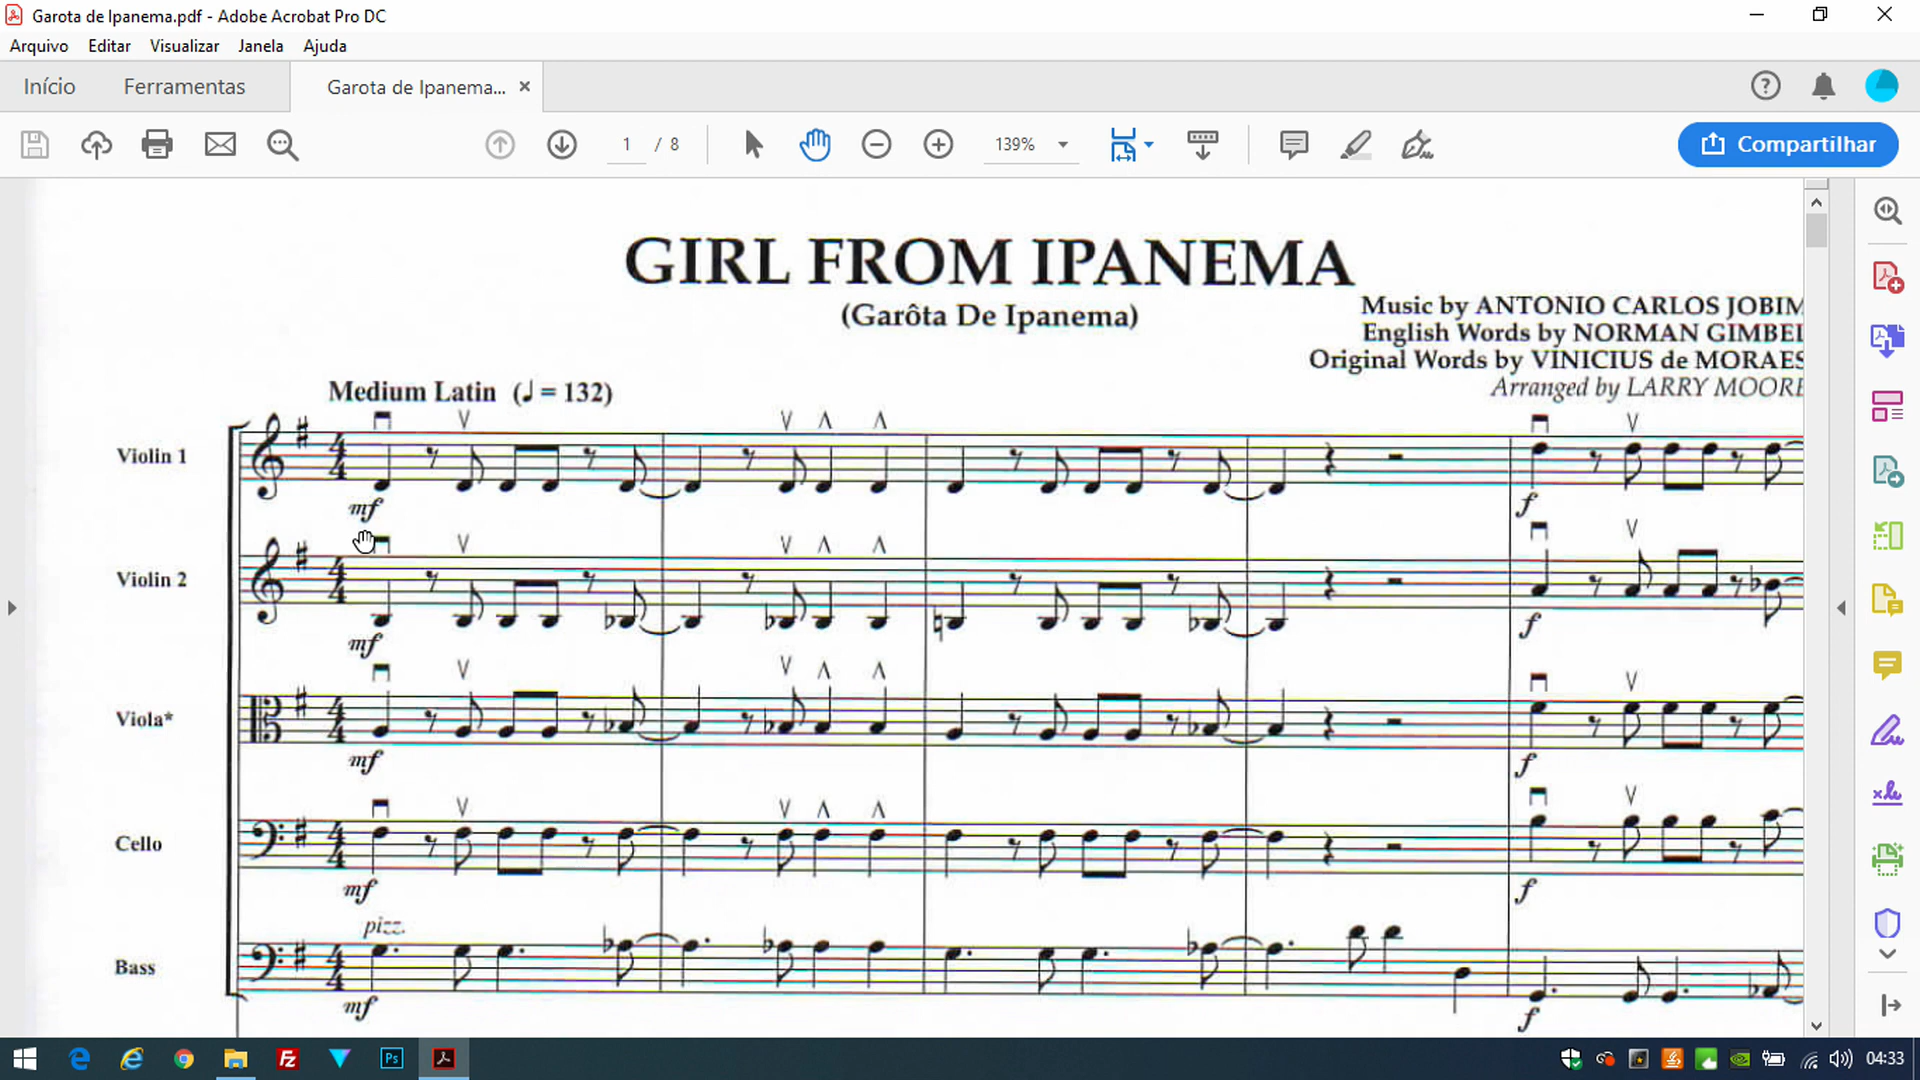 Garota de Ipanema.pdf - Adobe Acrobat Pro DC
Arquivo Editar Visualizar Janela Ajuda
Início Ferramentas Garota de Ipanema... ×
1 / 8 139% Compartilhar
GIRL FROM IPANEMA
(Garôta De Ipanema)
Music by ANTONIO CARLOS JOBIM
English Words by NORMAN GIMBEL
Original Words by VINICIUS de MORAES
Arranged by LARRY MOORE
Medium Latin (♩ = 132)
Violin 1
mf f
Violin 2
mf f
Viola*
mf f
Cello
mf f
pizz.
Bass
mf f
Ps 04:33